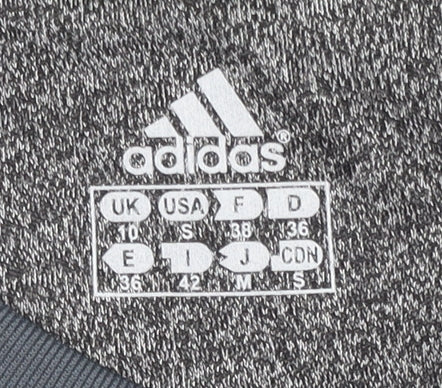 adidas®
UK USA F D
10 S 38 36
E I J CDN
36 42 M S